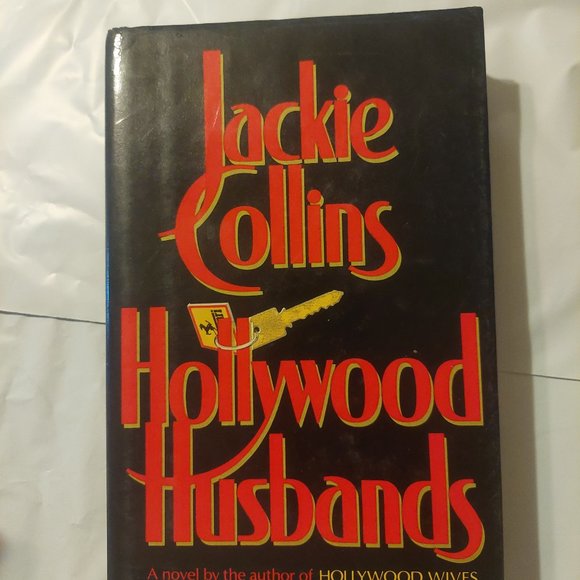 Jackie
Collins
Hollywood
Husbands
A novel by the author of HOLLYWOOD WIVES